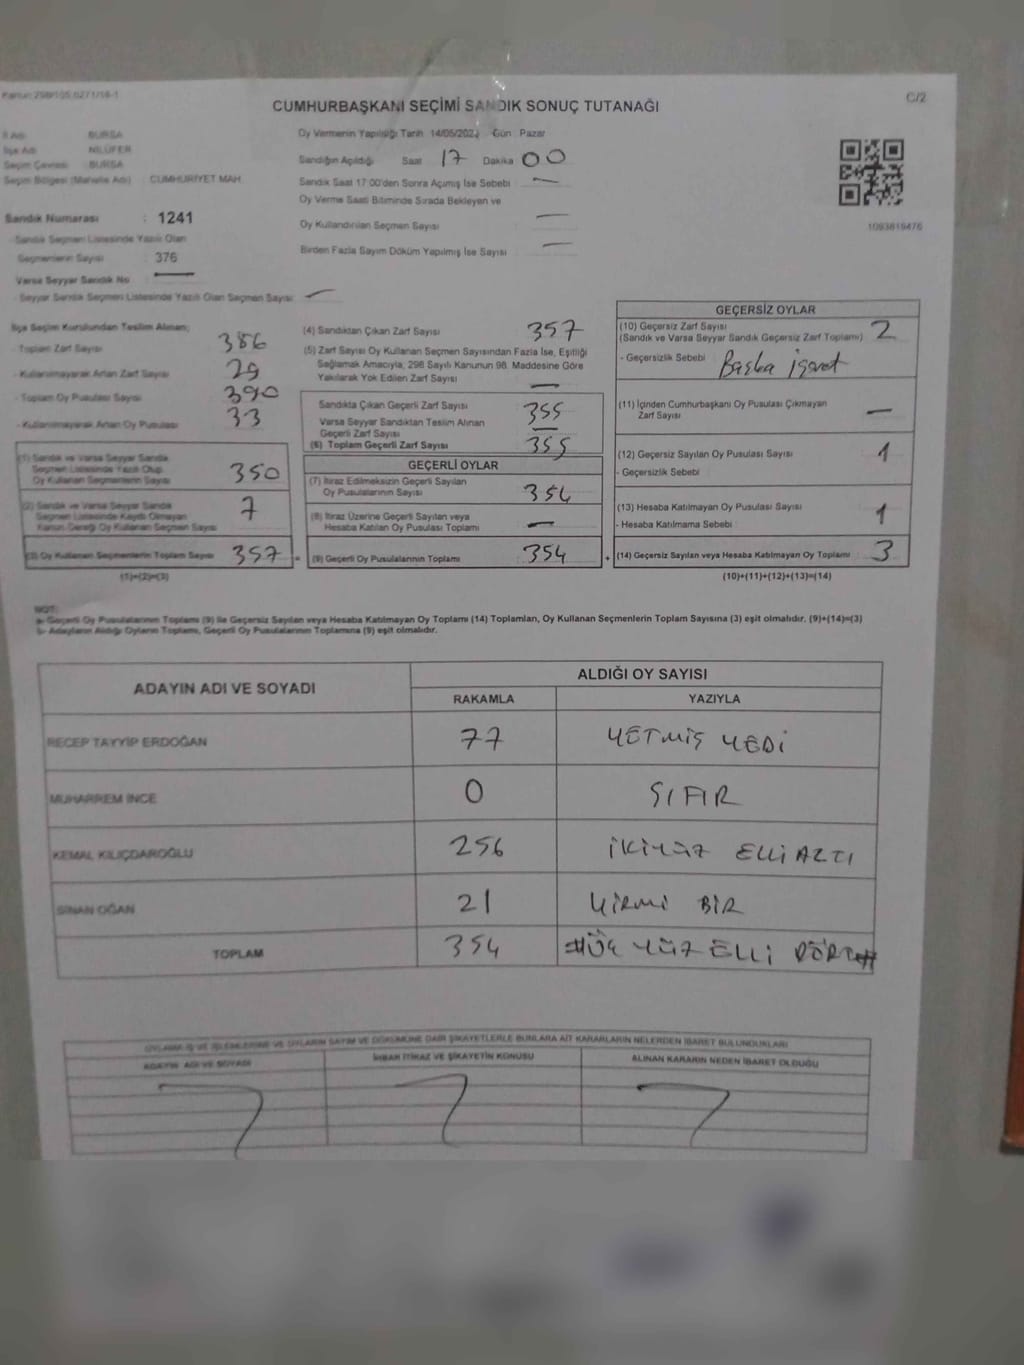 Kanun: 298/105.0271/16-1
C/2
CUMHURBAŞKANI SEÇİMİ SANDIK SONUÇ TUTANAĞI
İl Adı : BURSA
İlçe Adı : NİLÜFER
Seçim Çevresi : BURSA
Seçim Bölgesi (Mahalle Adı) : CUMHURİYET MAH.
Sandık Numarası : 1241
- Sandık Seçmen Listesinde Yazılı Olan
Seçmenlerin Sayısı : 376
Varsa Seyyar Sandık No : —
- Seyyar Sandık Seçmen Listesinde Yazılı Olan Seçmen Sayısı : —
Oy Vermenin Yapıldığı Tarih 14/05/2023 Gün : Pazar
Sandığın Açıldığı Saat 17 Dakika 00
Sandık Saat 17:00'den Sonra Açılmış İse Sebebi : —
Oy Verme Saati Bitiminde Sırada Bekleyen ve
Oy Kullandırılan Seçmen Sayısı : —
Birden Fazla Sayım Döküm Yapılmış İse Sayısı : —
1093819476
İlçe Seçim Kurulundan Teslim Alınan;
- Toplam Zarf Sayısı : 386
- Kullanılmayarak Artan Zarf Sayısı : 29
- Toplam Oy Pusulası Sayısı : 390
- Kullanılmayarak Artan Oy Pusulası : 33
(1) Sandık ve Varsa Seyyar Sandık
Seçmen Listesinde Yazılı Olup
Oy Kullanan Seçmenlerin Sayısı 350
(2) Sandık ve Varsa Seyyar Sandık
Seçmen Listesinde Kaydı Olmayan
Kanun Gereği Oy Kullanan Seçmen Sayısı 7
(3) Oy Kullanan Seçmenlerin Toplam Sayısı 357 =
(1)+(2)=(3)
(4) Sandıktan Çıkan Zarf Sayısı 357
(5) Zarf Sayısı Oy Kullanan Seçmen Sayısından Fazla İse, Eşitliği
Sağlamak Amacıyla, 298 Sayılı Kanunun 98. Maddesine Göre
Yakılarak Yok Edilen Zarf Sayısı —
Sandıkta Çıkan Geçerli Zarf Sayısı 355
Varsa Seyyar Sandıktan Teslim Alınan
Geçerli Zarf Sayısı —
(6) Toplam Geçerli Zarf Sayısı 355
GEÇERLİ OYLAR
(7) İtiraz Edilmeksizin Geçerli Sayılan
Oy Pusulalarının Sayısı 354
(8) İtiraz Üzerine Geçerli Sayılan veya
Hesaba Katılan Oy Pusulası Toplamı —
(9) Geçerli Oy Pusulalarının Toplamı 354 +
GEÇERSİZ OYLAR
(10) Geçersiz Zarf Sayısı
(Sandık ve Varsa Seyyar Sandık Geçersiz Zarf Toplamı) 2
- Geçersizlik Sebebi : Başka işaret
(11) İçinden Cumhurbaşkanı Oy Pusulası Çıkmayan
Zarf Sayısı —
(12) Geçersiz Sayılan Oy Pusulası Sayısı 1
- Geçersizlik Sebebi :
(13) Hesaba Katılmayan Oy Pusulası Sayısı 1
- Hesaba Katılmama Sebebi :
(14) Geçersiz Sayılan veya Hesaba Katılmayan Oy Toplamı 3
(10)+(11)+(12)+(13)=(14)
NOT:
a- Geçerli Oy Pusulalarının Toplamı (9) ile Geçersiz Sayılan veya Hesaba Katılmayan Oy Toplamı (14) Toplamları, Oy Kullanan Seçmenlerin Toplam Sayısına (3) eşit olmalıdır. (9)+(14)=(3)
b- Adayların Aldığı Oyların Toplamı, Geçerli Oy Pusulalarının Toplamına (9) eşit olmalıdır.
ADAYIN ADI VE SOYADI
ALDIĞI OY SAYISI
RAKAMLA YAZIYLA
RECEP TAYYİP ERDOĞAN 77 YETMİŞ YEDİ
MUHARREM İNCE 0 SIFIR
KEMAL KILIÇDAROĞLU 256 İKİYÜZ ELLİ ALTI
SİNAN OĞAN 21 YİRMİ BİR
TOPLAM 354 #ÜÇ YÜZ ELLİ DÖRT#
OYLAMA İŞ VE İŞLEMLERİNE VE OYLARIN SAYIM VE DÖKÜMÜNE DAİR ŞİKAYETLERLE BUNLARA AİT KARARLARIN NELERDEN İBARET BULUNDUKLARI
ADAYIN ADI VE SOYADI
İHBAR İTİRAZ VE ŞİKAYETİN KONUSU
ALINAN KARARIN NEDEN İBARET OLDUĞU